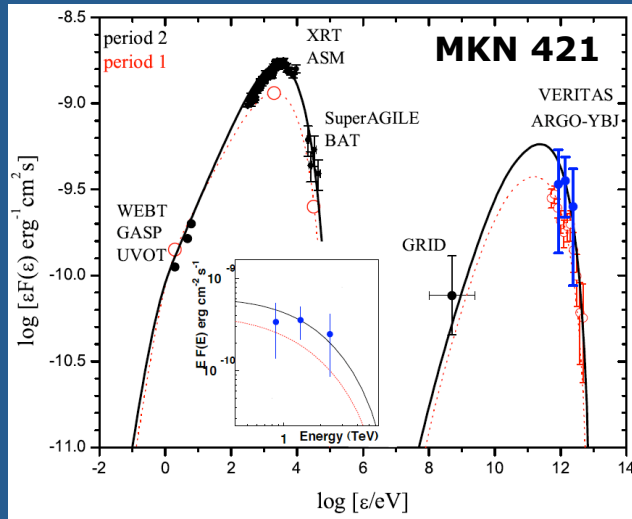 MKN 421
period 2
period 1
XRT
ASM
SuperAGILE
BAT
WEBT
GASP
UVOT
VERITAS
ARGO-YBJ
GRID
log [εF(ε) erg⁻¹ cm² s]
-8.5
-9.0
-9.5
-10.0
-10.5
-11.0
E F(E) erg cm⁻² s⁻¹
10⁻⁹
10⁻¹⁰
1
Energy (TeV)
-2 0 2 4 6 8 10 12 14
log [ε/eV]